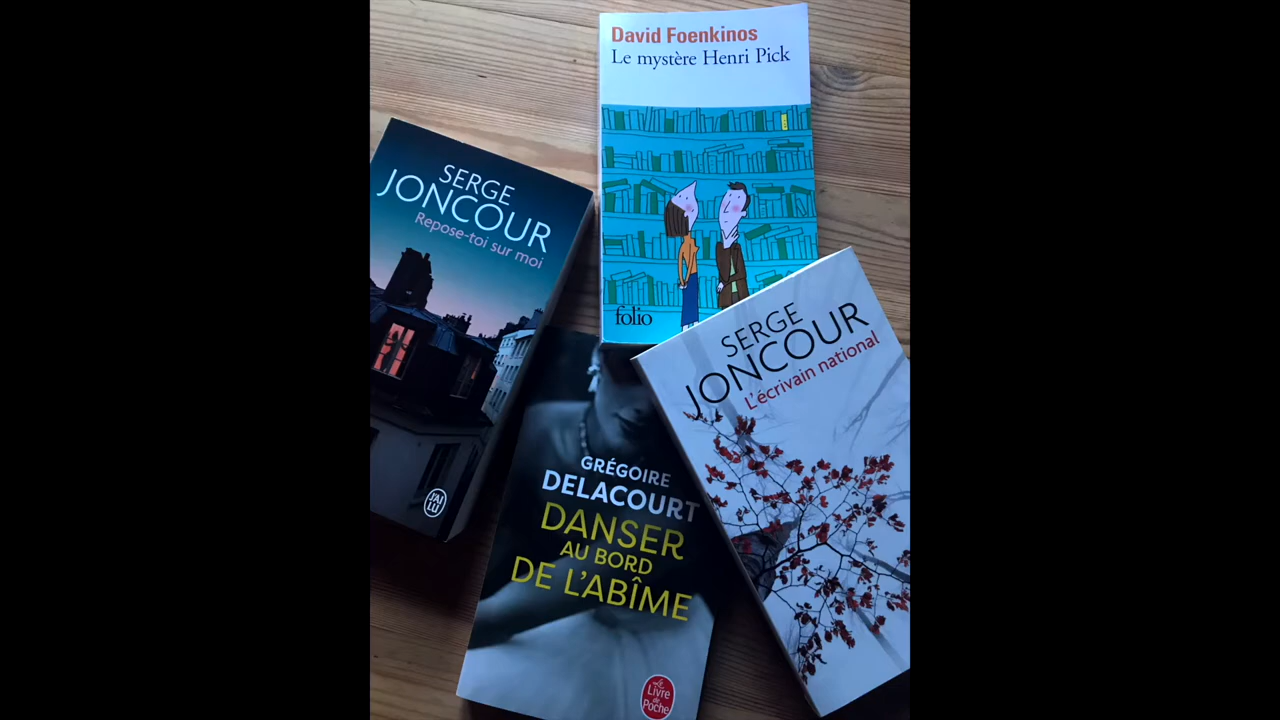 David Foenkinos
Le mystère Henri Pick
folio
SERGE
JONCOUR
Repose-toi sur moi
J'AI
LU
SERGE
JONCOUR
L'écrivain national
GRÉGOIRE
DELACOURT
DANSER
AU BORD
DE L'ABÎME
Le
Livre
de
Poche